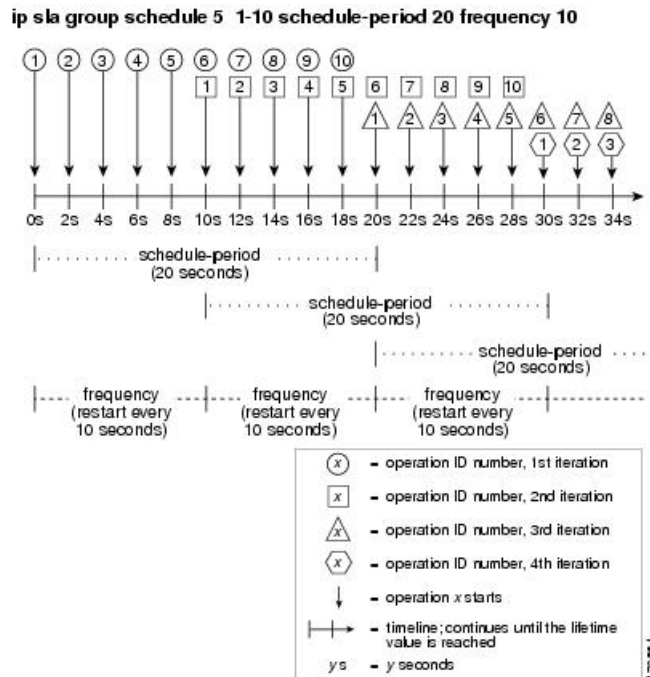 ip sla group schedule 5 1-10 schedule-period 20 frequency 10
1 2 3 4 5 6 7 8 9 10
1 2 3 4 5 6 7 8 9 10
1 2 3 4 5 6 7 8
1 2 3
0s 2s 4s 6s 8s 10s 12s 14s 16s 18s 20s 22s 24s 26s 28s 30s 32s 34s
schedule-period
(20 seconds)
schedule-period
(20 seconds)
schedule-period
(20 seconds)
frequency
(restart every
10 seconds)
frequency
(restart every
10 seconds)
frequency
(restart every
10 seconds)
x = operation ID number, 1st iteration
x = operation ID number, 2nd iteration
x = operation ID number, 3rd iteration
x = operation ID number, 4th iteration
= operation x starts
= timeline; continues until the lifetime
value is reached
ys = y seconds